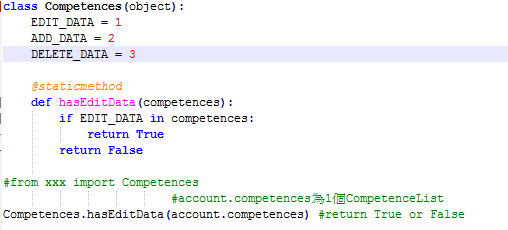 class Competences(object):
    EDIT_DATA = 1
    ADD_DATA = 2
    DELETE_DATA = 3

    @staticmethod
    def hasEditData(competences):
        if EDIT_DATA in competences:
            return True
        return False

#from xxx import Competences
                        #account.competences為1個CompetenceList
Competences.hasEditData(account.competences) #return True or False